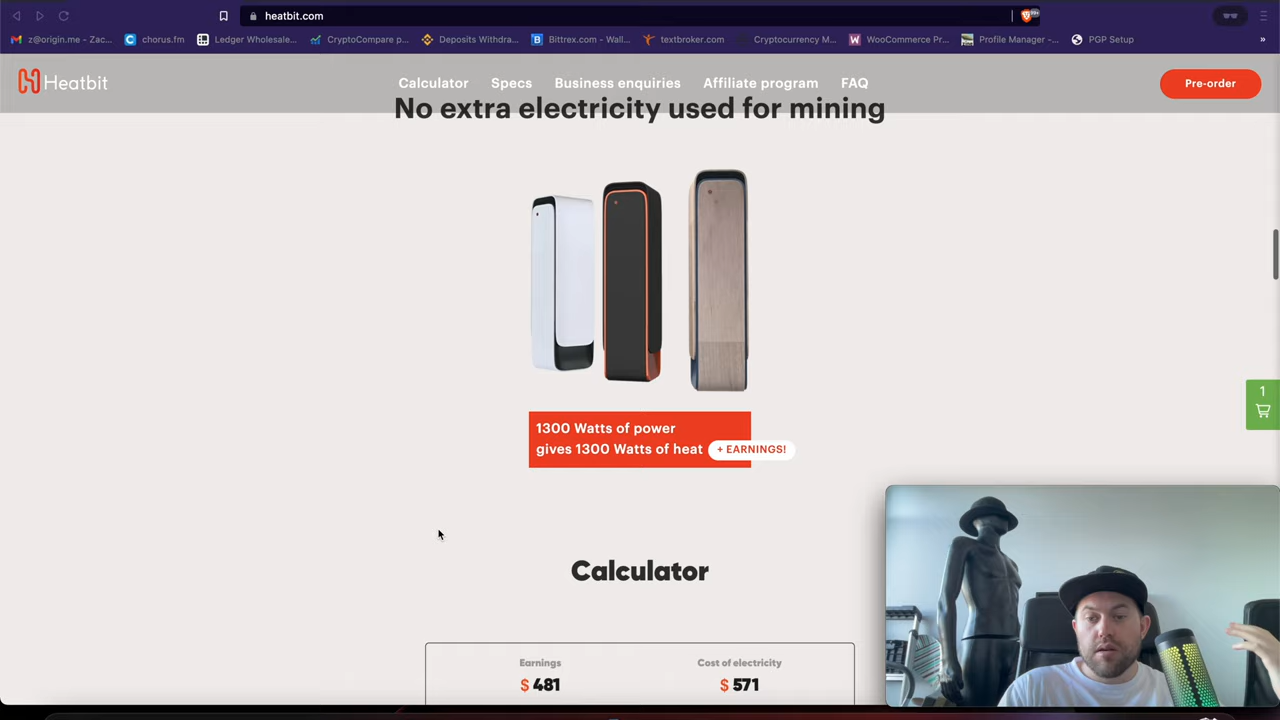 heatbit.com
z@origin.me - Zac...
chorus.fm
Ledger Wholesale...
CryptoCompare p...
Deposits Withdra...
Bittrex.com - Wall...
textbroker.com
Cryptocurrency M...
WooCommerce Pr...
Profile Manager -...
PGP Setup
»
Heatbit
Calculator
Specs
Business enquiries
Affiliate program
FAQ
Pre-order
No extra electricity used for mining
1
1300 Watts of power
gives 1300 Watts of heat + EARNINGS!
Calculator
Earnings
Cost of electricity
$ 481
$ 571